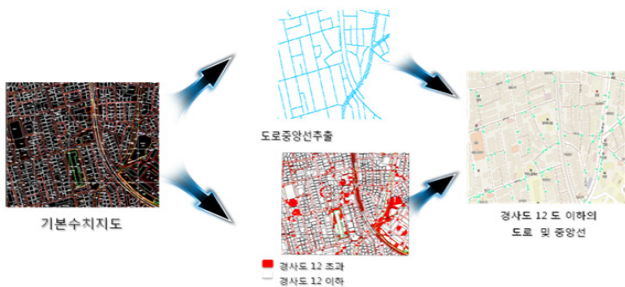 도로중앙선추출
기본수치지도
경사도 12 초과
경사도 12 이하
경사도 12 도 이하의
도로 및 중앙선